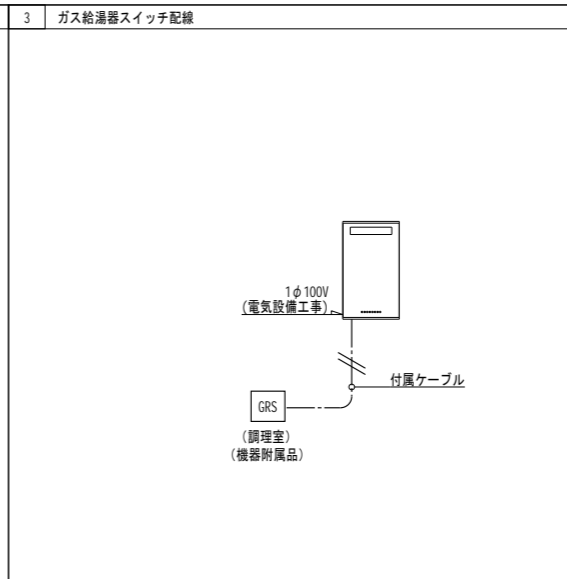 3 ガス給湯器スイッチ配線
1φ100V
(電気設備工事)
付属ケーブル
GRS
(調理室)
(機器附属品)